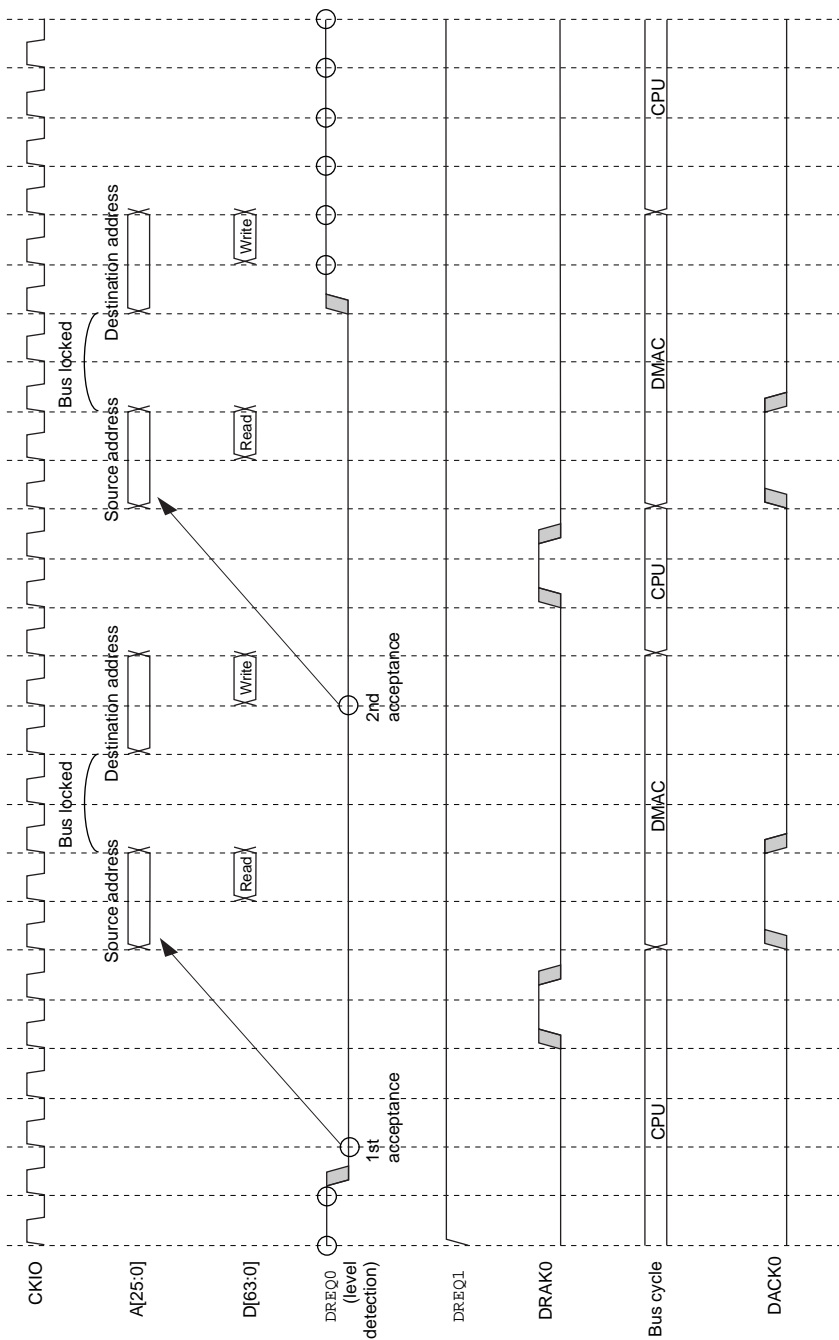 CKIO
Bus locked
Bus locked
Source address
Destination address
Source address
Destination address
A[25:0]
Read
Write
Read
Write
D[63:0]
DREQ0
(level
detection)
1st
acceptance
2nd
acceptance
DREQ1
DRAK0
CPU
DMAC
CPU
DMAC
CPU
Bus cycle
DACK0